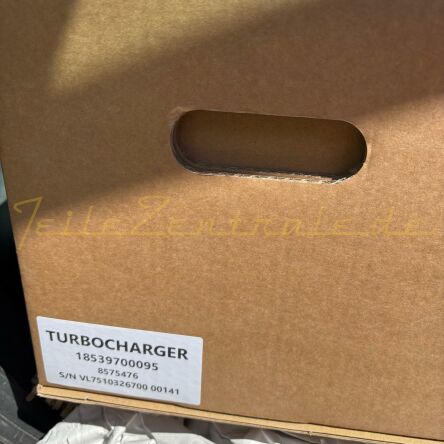 TeileZentrale.de
TURBOCHARGER
18539700095
8575476
S/N VL7510326700 00141